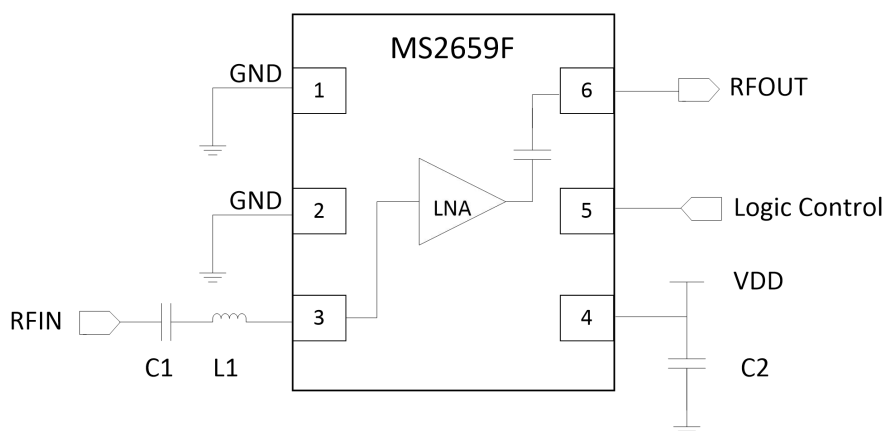 MS2659F
GND
1
6
RFOUT
GND
2
LNA
5
Logic Control
VDD
RFIN
3
4
C1
L1
C2